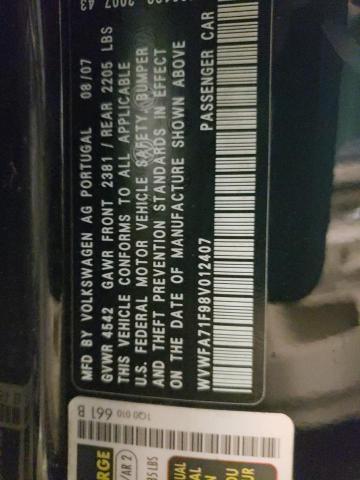 2007 43
MFD BY VOLKSWAGEN AG PORTUGAL 08/07
GVWR 4542 GAWR FRONT 2381 / REAR 2205 LBS
THIS VEHICLE CONFORMS TO ALL APPLICABLE
U.S. FEDERAL MOTOR VEHICLE SAFETY, BUMPER
AND THEFT PREVENTION STANDARDS IN EFFECT
ON THE DATE OF MANUFACTURE SHOWN ABOVE
WVWFA71F98V012407 PASSENGER CAR
1Q0 010 661 B